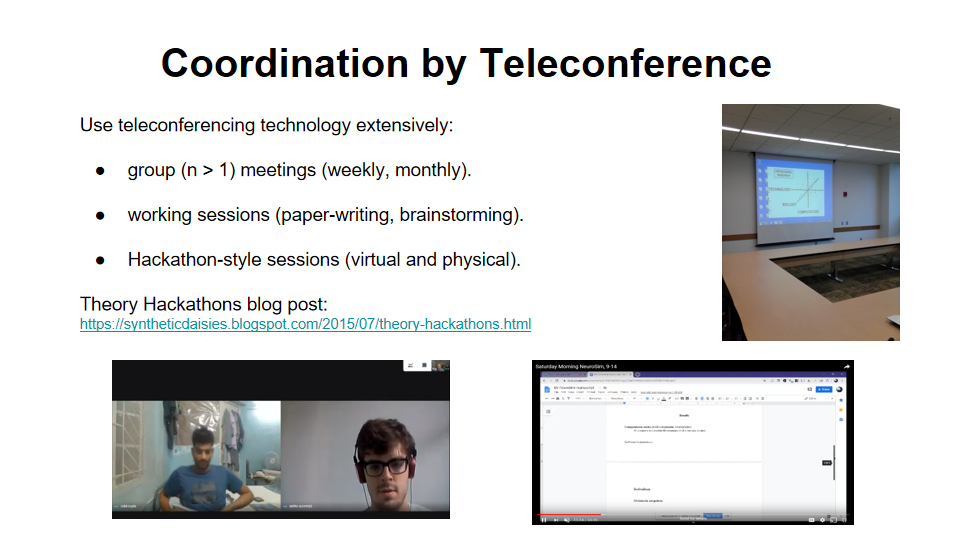 Coordination by Teleconference
Use teleconferencing technology extensively:
● group (n > 1) meetings (weekly, monthly).
● working sessions (paper-writing, brainstorming).
● Hackathon-style sessions (virtual and physical).
Theory Hackathons blog post:
https://syntheticdaisies.blogspot.com/2015/07/theory-hackathons.html
TECHNOLOGY
BIOLOGY
COMPUTATION
Saturday Morning NeuroSim, 9-14